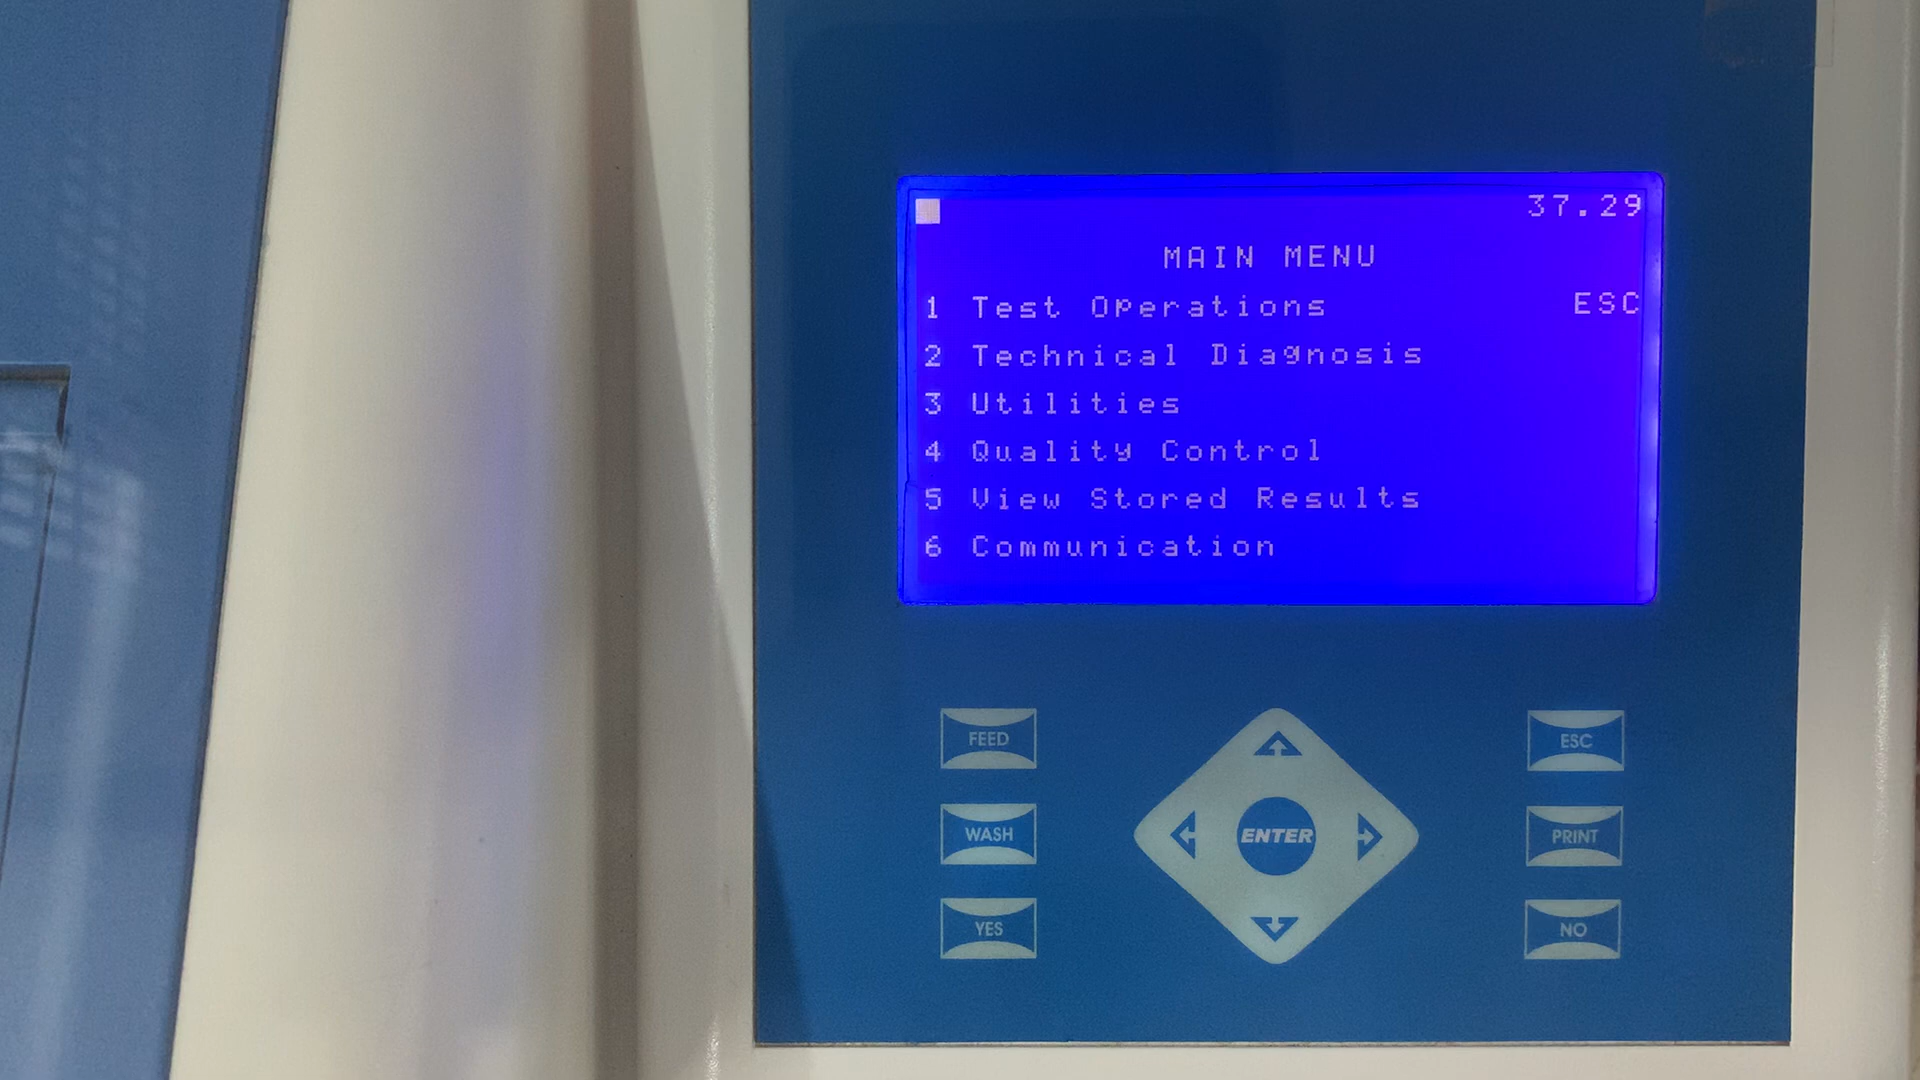 37.29
MAIN MENU
1 Test Operations ESC
2 Technical Diagnosis
3 Utilities
4 Quality Control
5 View Stored Results
6 Communication
FEED ESC
WASH ENTER PRINT
YES NO